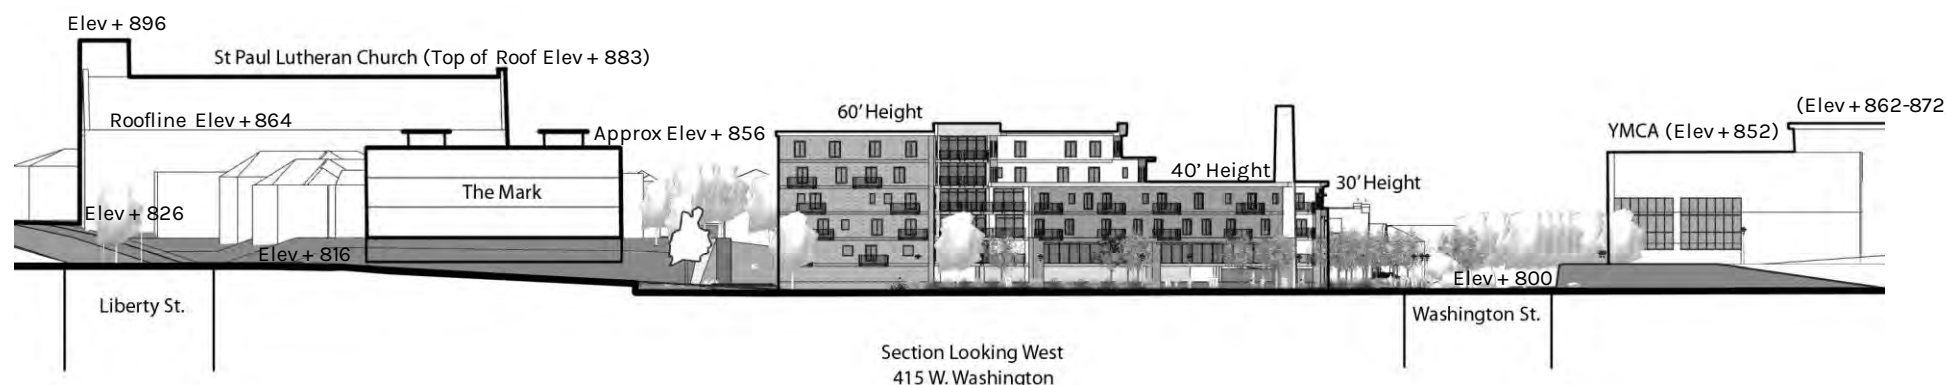 Elev + 896
St Paul Lutheran Church (Top of Roof Elev + 883)
Roofline Elev + 864
Approx Elev + 856
60' Height
40' Height
30' Height
YMCA (Elev + 852)
(Elev + 862-872
The Mark
Elev + 826
Elev + 816
Elev + 800
Liberty St.
Washington St.
Section Looking West
415 W. Washington